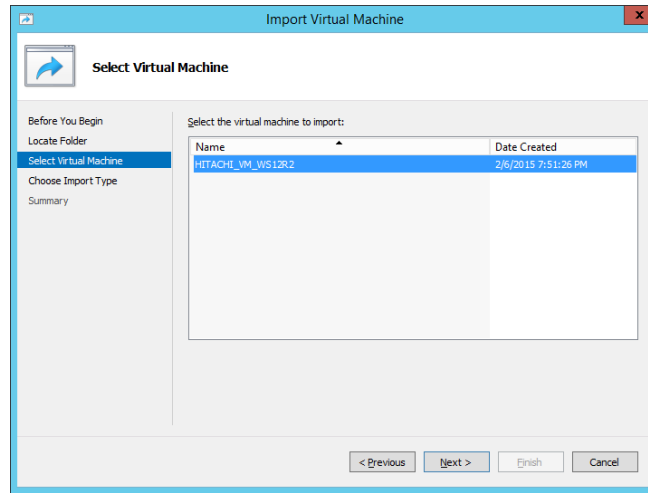 Import Virtual Machine
x
Select Virtual Machine
Before You Begin
Locate Folder
Select Virtual Machine
Choose Import Type
Summary
Select the virtual machine to import:
Name Date Created
HITACHI_VM_WS12R2 2/6/2015 7:51:26 PM
< Previous Next > Finish Cancel